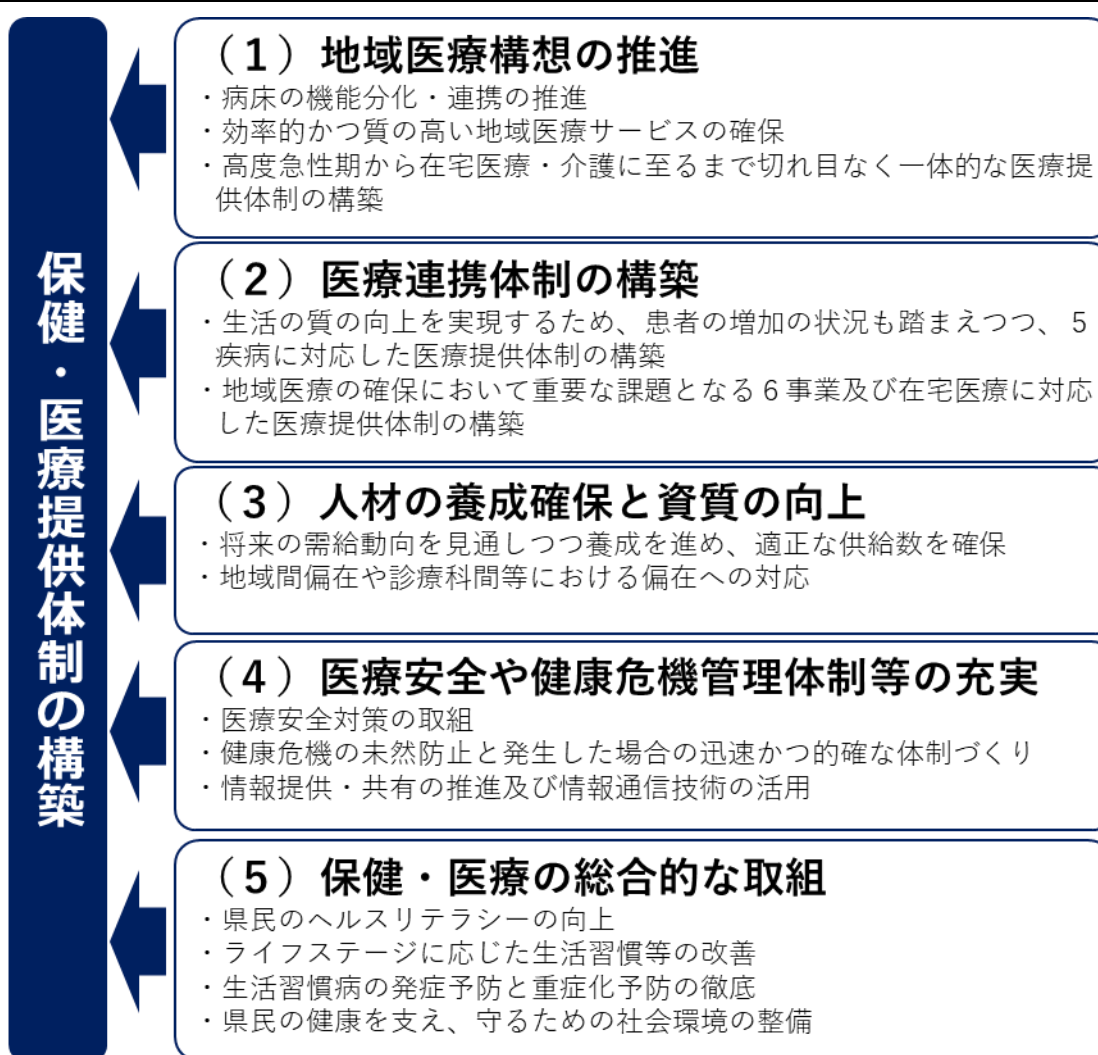 保健・医療提供体制の構築
（1）地域医療構想の推進
・病床の機能分化・連携の推進
・効率的かつ質の高い地域医療サービスの確保
・高度急性期から在宅医療・介護に至るまで切れ目なく一体的な医療提
供体制の構築
（2）医療連携体制の構築
・生活の質の向上を実現するため、患者の増加の状況も踏まえつつ、５
疾病に対応した医療提供体制の構築
・地域医療の確保において重要な課題となる６事業及び在宅医療に対応
した医療提供体制の構築
（3）人材の養成確保と資質の向上
・将来の需給動向を見通しつつ養成を進め、適正な供給数を確保
・地域間偏在や診療科間等における偏在への対応
（4）医療安全や健康危機管理体制等の充実
・医療安全対策の取組
・健康危機の未然防止と発生した場合の迅速かつ的確な体制づくり
・情報提供・共有の推進及び情報通信技術の活用
（5）保健・医療の総合的な取組
・県民のヘルスリテラシーの向上
・ライフステージに応じた生活習慣等の改善
・生活習慣病の発症予防と重症化予防の徹底
・県民の健康を支え、守るための社会環境の整備